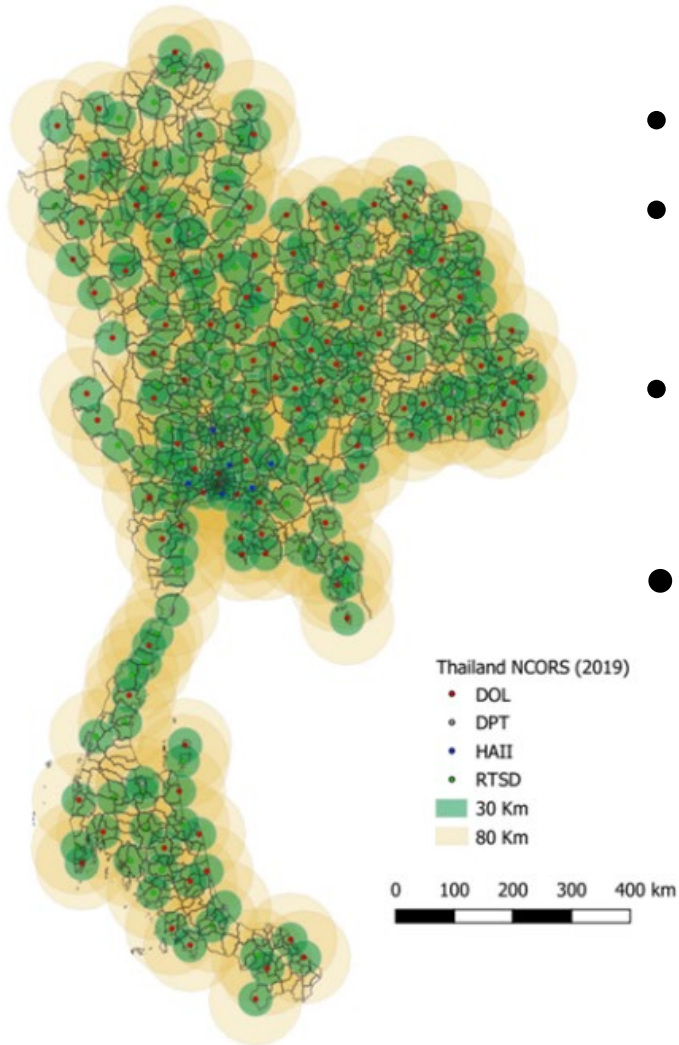 Thailand NCORS (2019)
DOL
DPT
HAII
RTSD
30 Km
80 Km
0 100 200 300 400 km